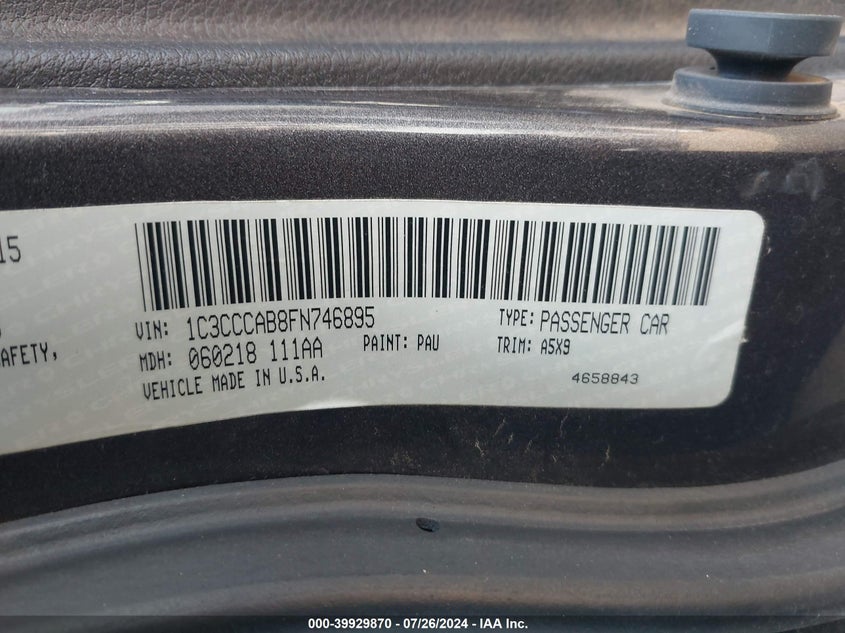 15
AFETY,
VIN: 1C3CCCAB8FN746895
TYPE: PASSENGER CAR
MDH: 060218 111AA
PAINT: PAU
TRIM: A5X9
VEHICLE MADE IN U.S.A.
4658843
000-39929870 - 07/26/2024 - IAA Inc.